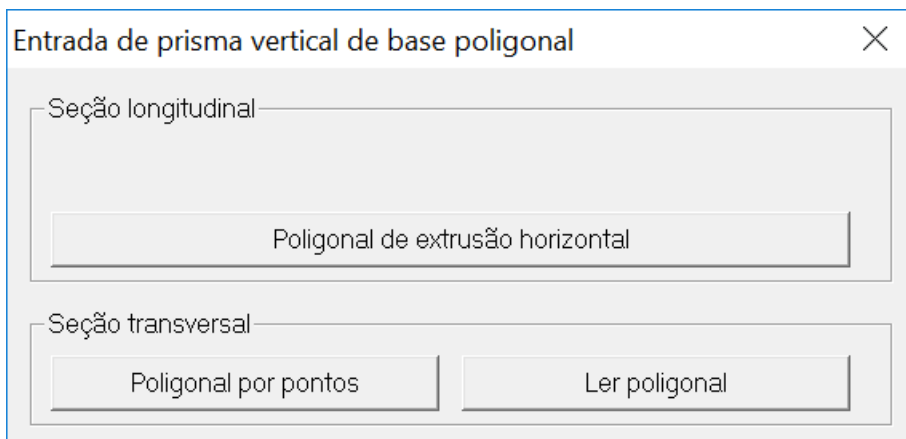 Entrada de prisma vertical de base poligonal
Seção longitudinal
Poligonal de extrusão horizontal
Seção transversal
Poligonal por pontos
Ler poligonal